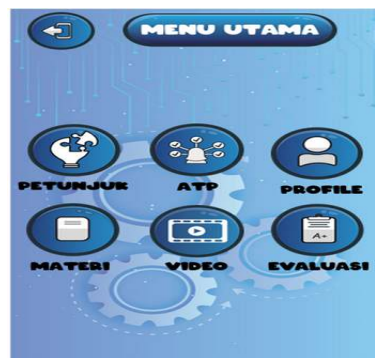 MENU UTAMA
PETUNJUK
ATP
PROFILE
MATERI
VIDEO
A+
EVALUASI